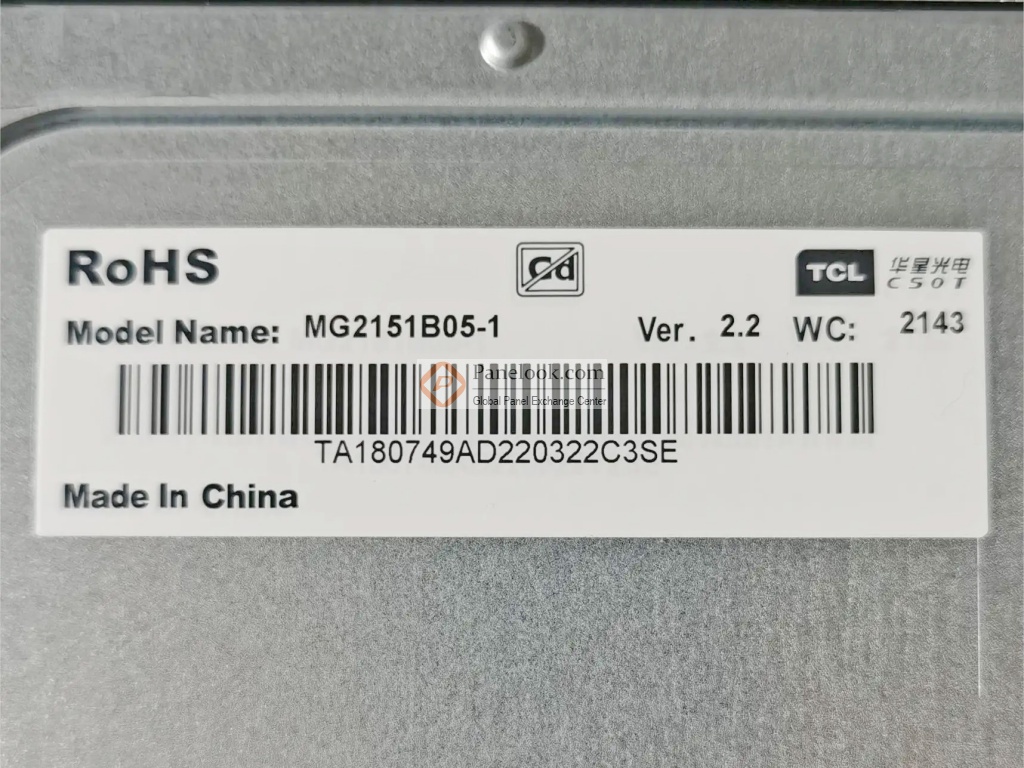 RoHS
Cd
TCL 华星光电
CSOT
Model Name: MG2151B05-1 Ver. 2.2 WC: 2143
Panelook.com
Global Panel Exchange Center
TA180749AD220322C3SE
Made In China